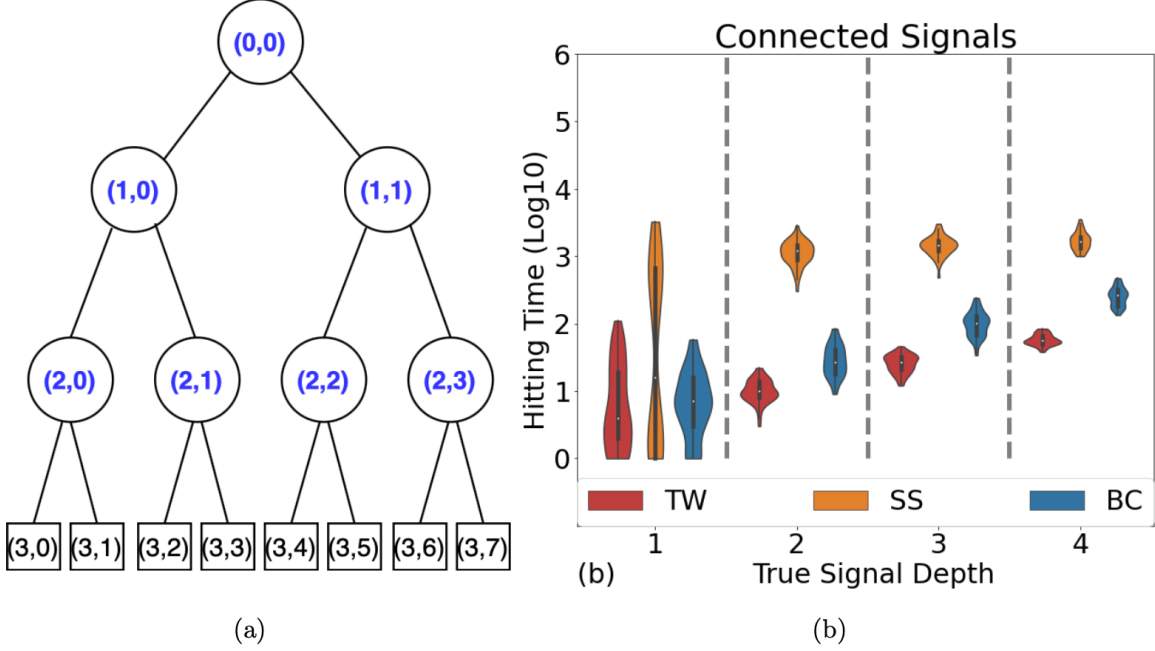 (0,0)
(1,0) (1,1)
(2,0) (2,1) (2,2) (2,3)
(3,0) (3,1) (3,2) (3,3) (3,4) (3,5) (3,6) (3,7)
(a)
Connected Signals
Hitting Time (Log10)
6
5
4
3
2
1
0
TW SS BC
1 2 3 4
(b) True Signal Depth
(b)